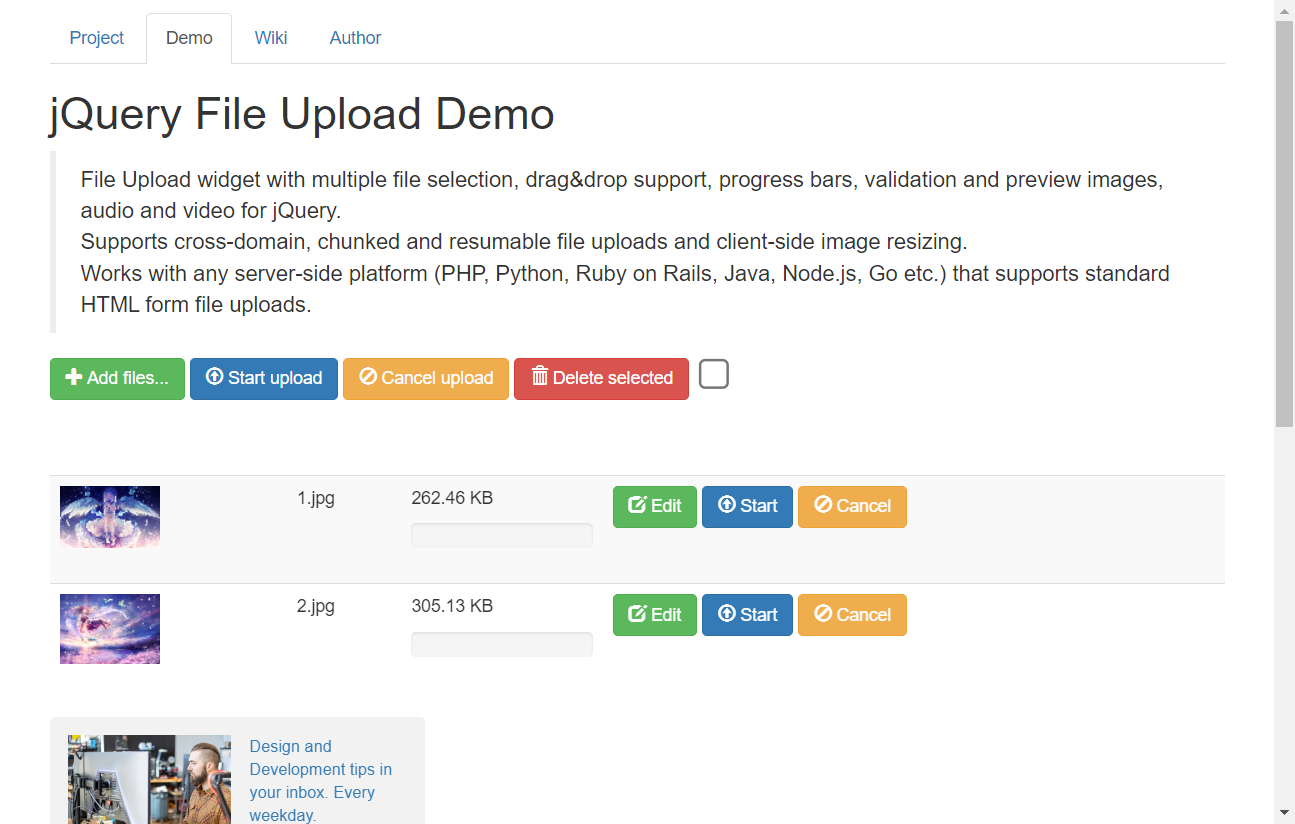 Project Demo Wiki Author
jQuery File Upload Demo
File Upload widget with multiple file selection, drag&drop support, progress bars, validation and preview images,
audio and video for jQuery.
Supports cross-domain, chunked and resumable file uploads and client-side image resizing.
Works with any server-side platform (PHP, Python, Ruby on Rails, Java, Node.js, Go etc.) that supports standard
HTML form file uploads.
Add files... Start upload Cancel upload Delete selected
1.jpg 262.46 KB Edit Start Cancel
2.jpg 305.13 KB Edit Start Cancel
Design and
Development tips in
your inbox. Every
weekday.